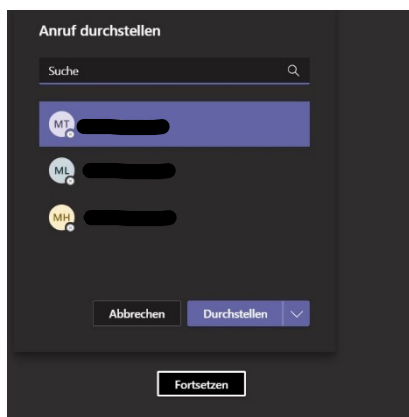 Anruf durchstellen
Suche
MT
ML
MH
Abbrechen Durchstellen
Fortsetzen